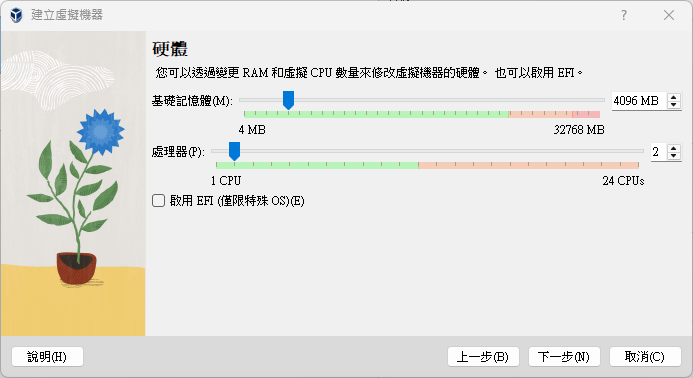 建立虛擬機器
硬體
您可以透過變更 RAM 和虛擬 CPU 數量來修改虛擬機器的硬體。 也可以啟用 EFI。
基礎記憶體(M):
4096 MB
4 MB
32768 MB
處理器(P):
2
1 CPU
24 CPUs
啟用 EFI (僅限特殊 OS)(E)
說明(H)
上一步(B)
下一步(N)
取消(C)